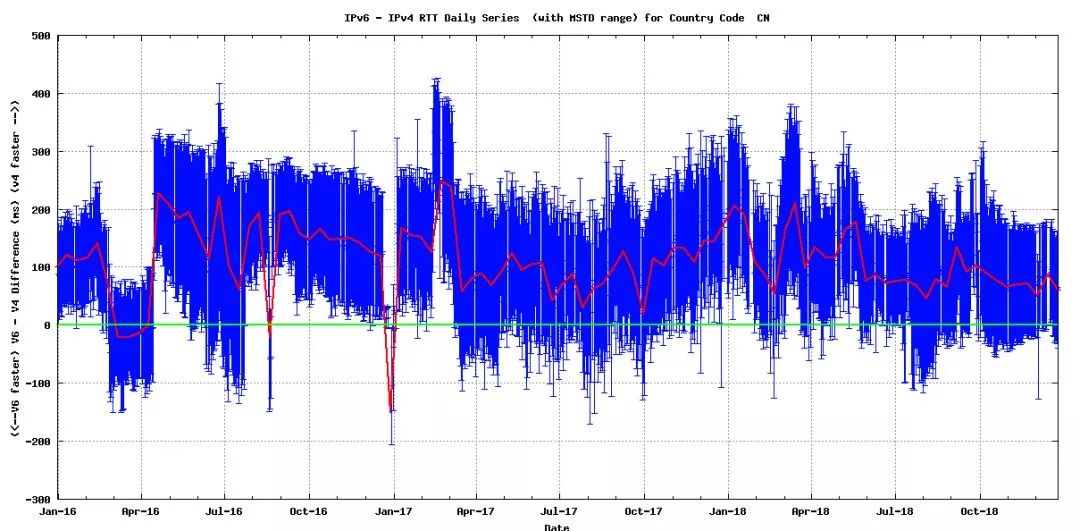 IPv6 - IPv4 RTT Daily Series  (with MSTD range) for Country Code  CN
500
400
300
200
100
0
-100
-200
-300
(<--V6 faster) V6 - V4 Difference (ms) (v4 faster -->)
Jan-16 Apr-16 Jul-16 Oct-16 Jan-17 Apr-17 Jul-17 Oct-17 Jan-18 Apr-18 Jul-18 Oct-18
Date